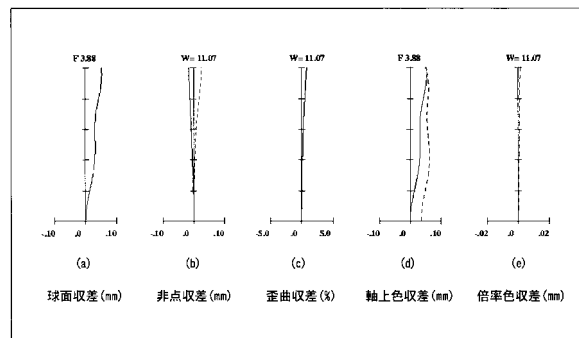 F 3.88 W= 11.07 W= 11.07 F 3.88 W= 11.07
-.10 .0 .10 -.10 .0 .10 -5.0 .0 5.0 -.10 .0 .10 -.02 .0 .02
(a) (b) (c) (d) (e)
球面収差(mm) 非点収差(mm) 歪曲収差(%) 軸上色収差(mm) 倍率色収差(mm)